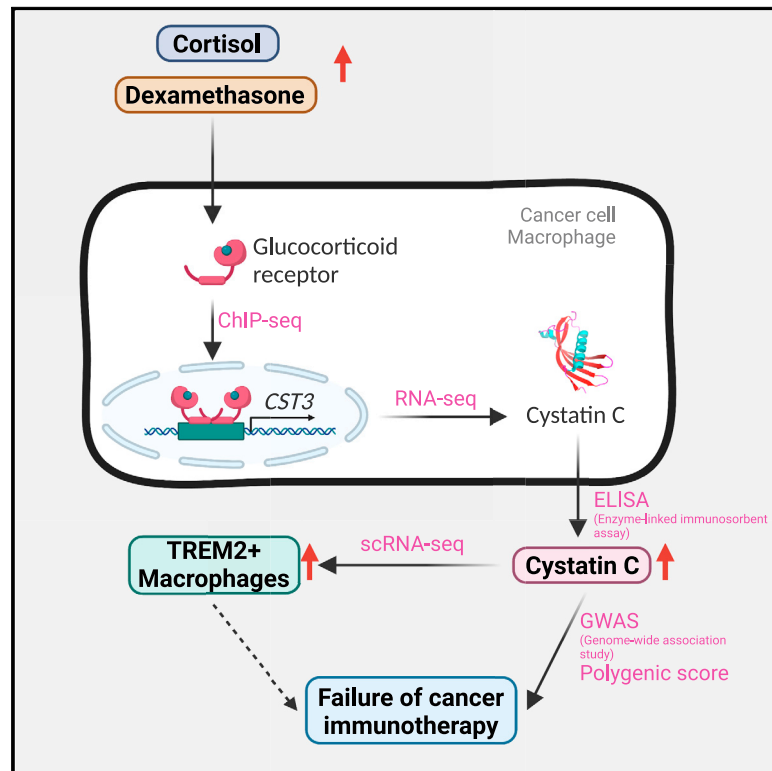 Cortisol
Dexamethasone
Cancer cell
Macrophage
Glucocorticoid
receptor
ChIP-seq
CST3
RNA-seq
Cystatin C
ELISA
(Enzyme-linked immunosorbent
assay)
scRNA-seq
TREM2+
Macrophages
Cystatin C
GWAS
(Genome-wide association
study)
Polygenic score
Failure of cancer
immunotherapy